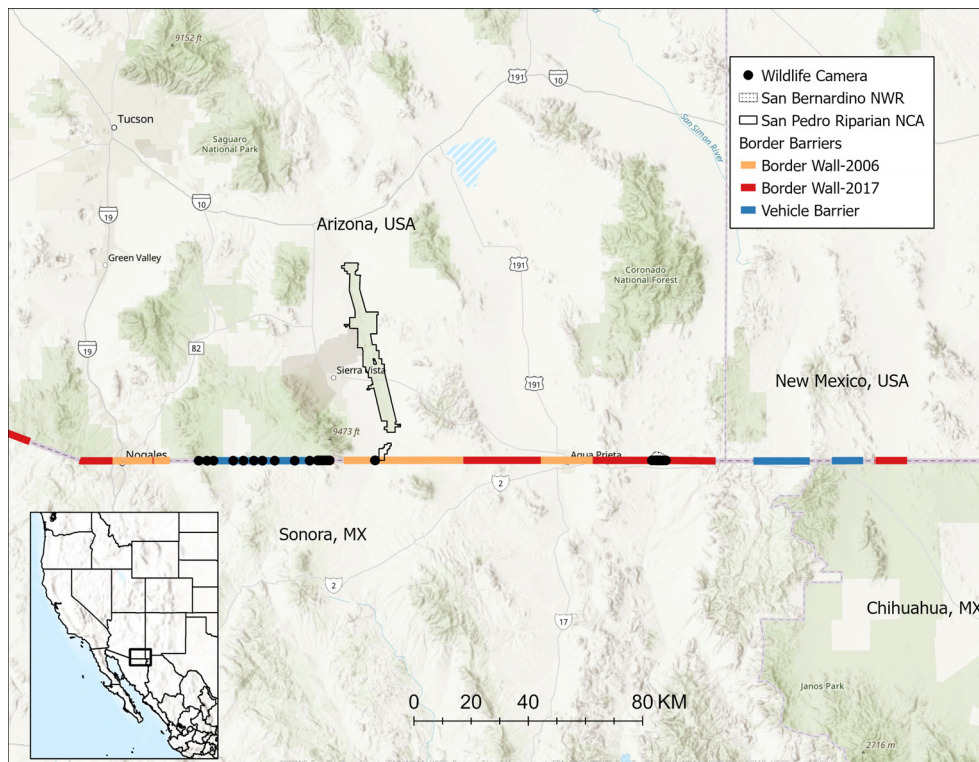 9152 ft
191
10
Wildlife Camera
San Bernardino NWR
San Pedro Riparian NCA
Border Barriers
Border Wall-2006
Border Wall-2017
Vehicle Barrier
Tucson
San Simon River
Saguaro
National Park
10
19
Arizona, USA
Green Valley
191
Coronado
National Forest
82
19
Sierra Vista
191
New Mexico, USA
9473 ft
Nogales
Agua Prieta
2
Sonora, MX
2
17
Chihuahua, MX
Janos Park
0 20 40 80 KM
2716 m